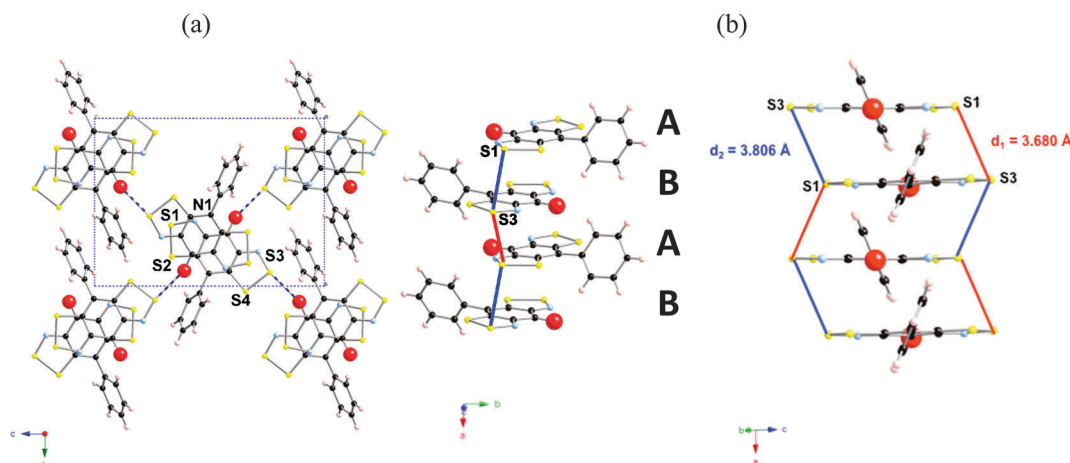 (a)
(b)
S1
N1
S2
S3
S4
S1
S3
A
B
A
B
S3
S1
d₂ = 3.806 Å
d₁ = 3.680 Å
S1
S3
c
b
a
b
c
a